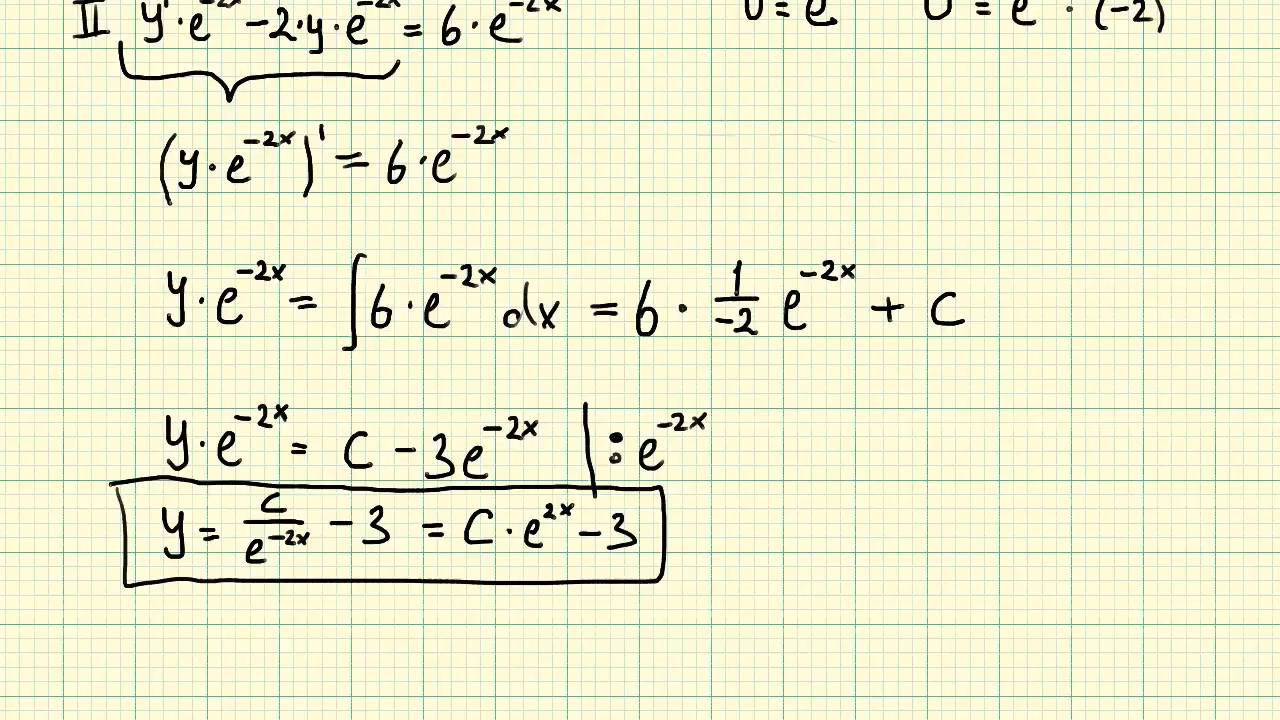 II y'·e^-2x -2·y·e^-2x = 6·e^-2x U = e U' = e · (-2)
(y·e^-2x)' = 6·e^-2x
y·e^-2x = ∫6·e^-2x dx = 6 · 1/-2 e^-2x + C
y·e^-2x = C - 3e^-2x | : e^-2x
y = C/e^-2x - 3 = C·e^2x - 3